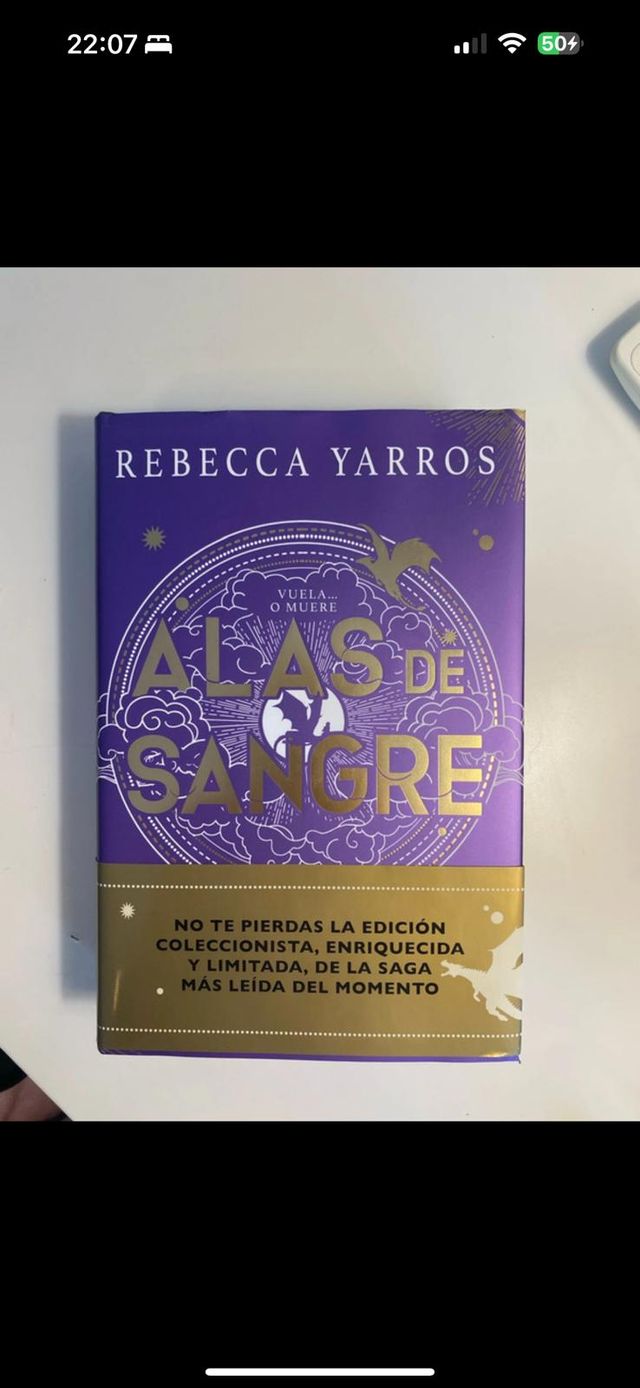 22:07
50
REBECCA YARROS
VUELA...
O MUERE
ALAS DE
SANGRE
NO TE PIERDAS LA EDICIÓN
COLECCIONISTA, ENRIQUECIDA
Y LIMITADA, DE LA SAGA
MÁS LEÍDA DEL MOMENTO